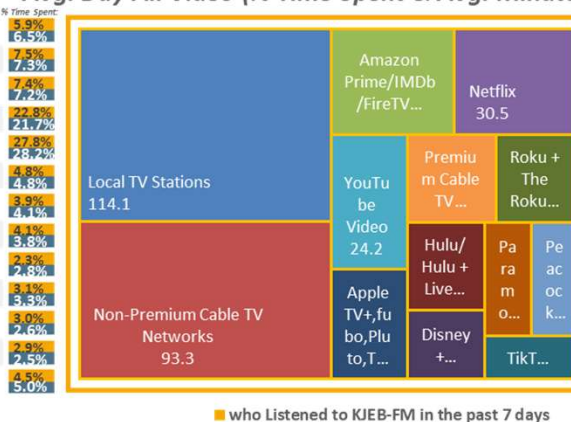 % Time Spent:
5.9%
6.5%
7.5%
7.3%
7.4%
7.2%
22.8%
21.7%
27.8%
28.2%
4.8%
4.8%
3.9%
4.1%
4.1%
3.8%
2.3%
2.8%
3.1%
3.3%
3.0%
2.6%
2.9%
2.5%
4.5%
5.0%
Local TV Stations
114.1
Non-Premium Cable TV
Networks
93.3
Amazon
Prime/IMDb
/FireTV...
Netflix
30.5
YouTu
be
Video
24.2
Premiu
m Cable
TV...
Roku +
The
Roku...
Hulu/
Hulu +
Live...
Pa
ra
m
o...
Pe
ac
oc
k...
Apple
TV+,fu
bo,Plu
to,T...
Disney
+...
TikT...
who Listened to KJEB-FM in the past 7 days